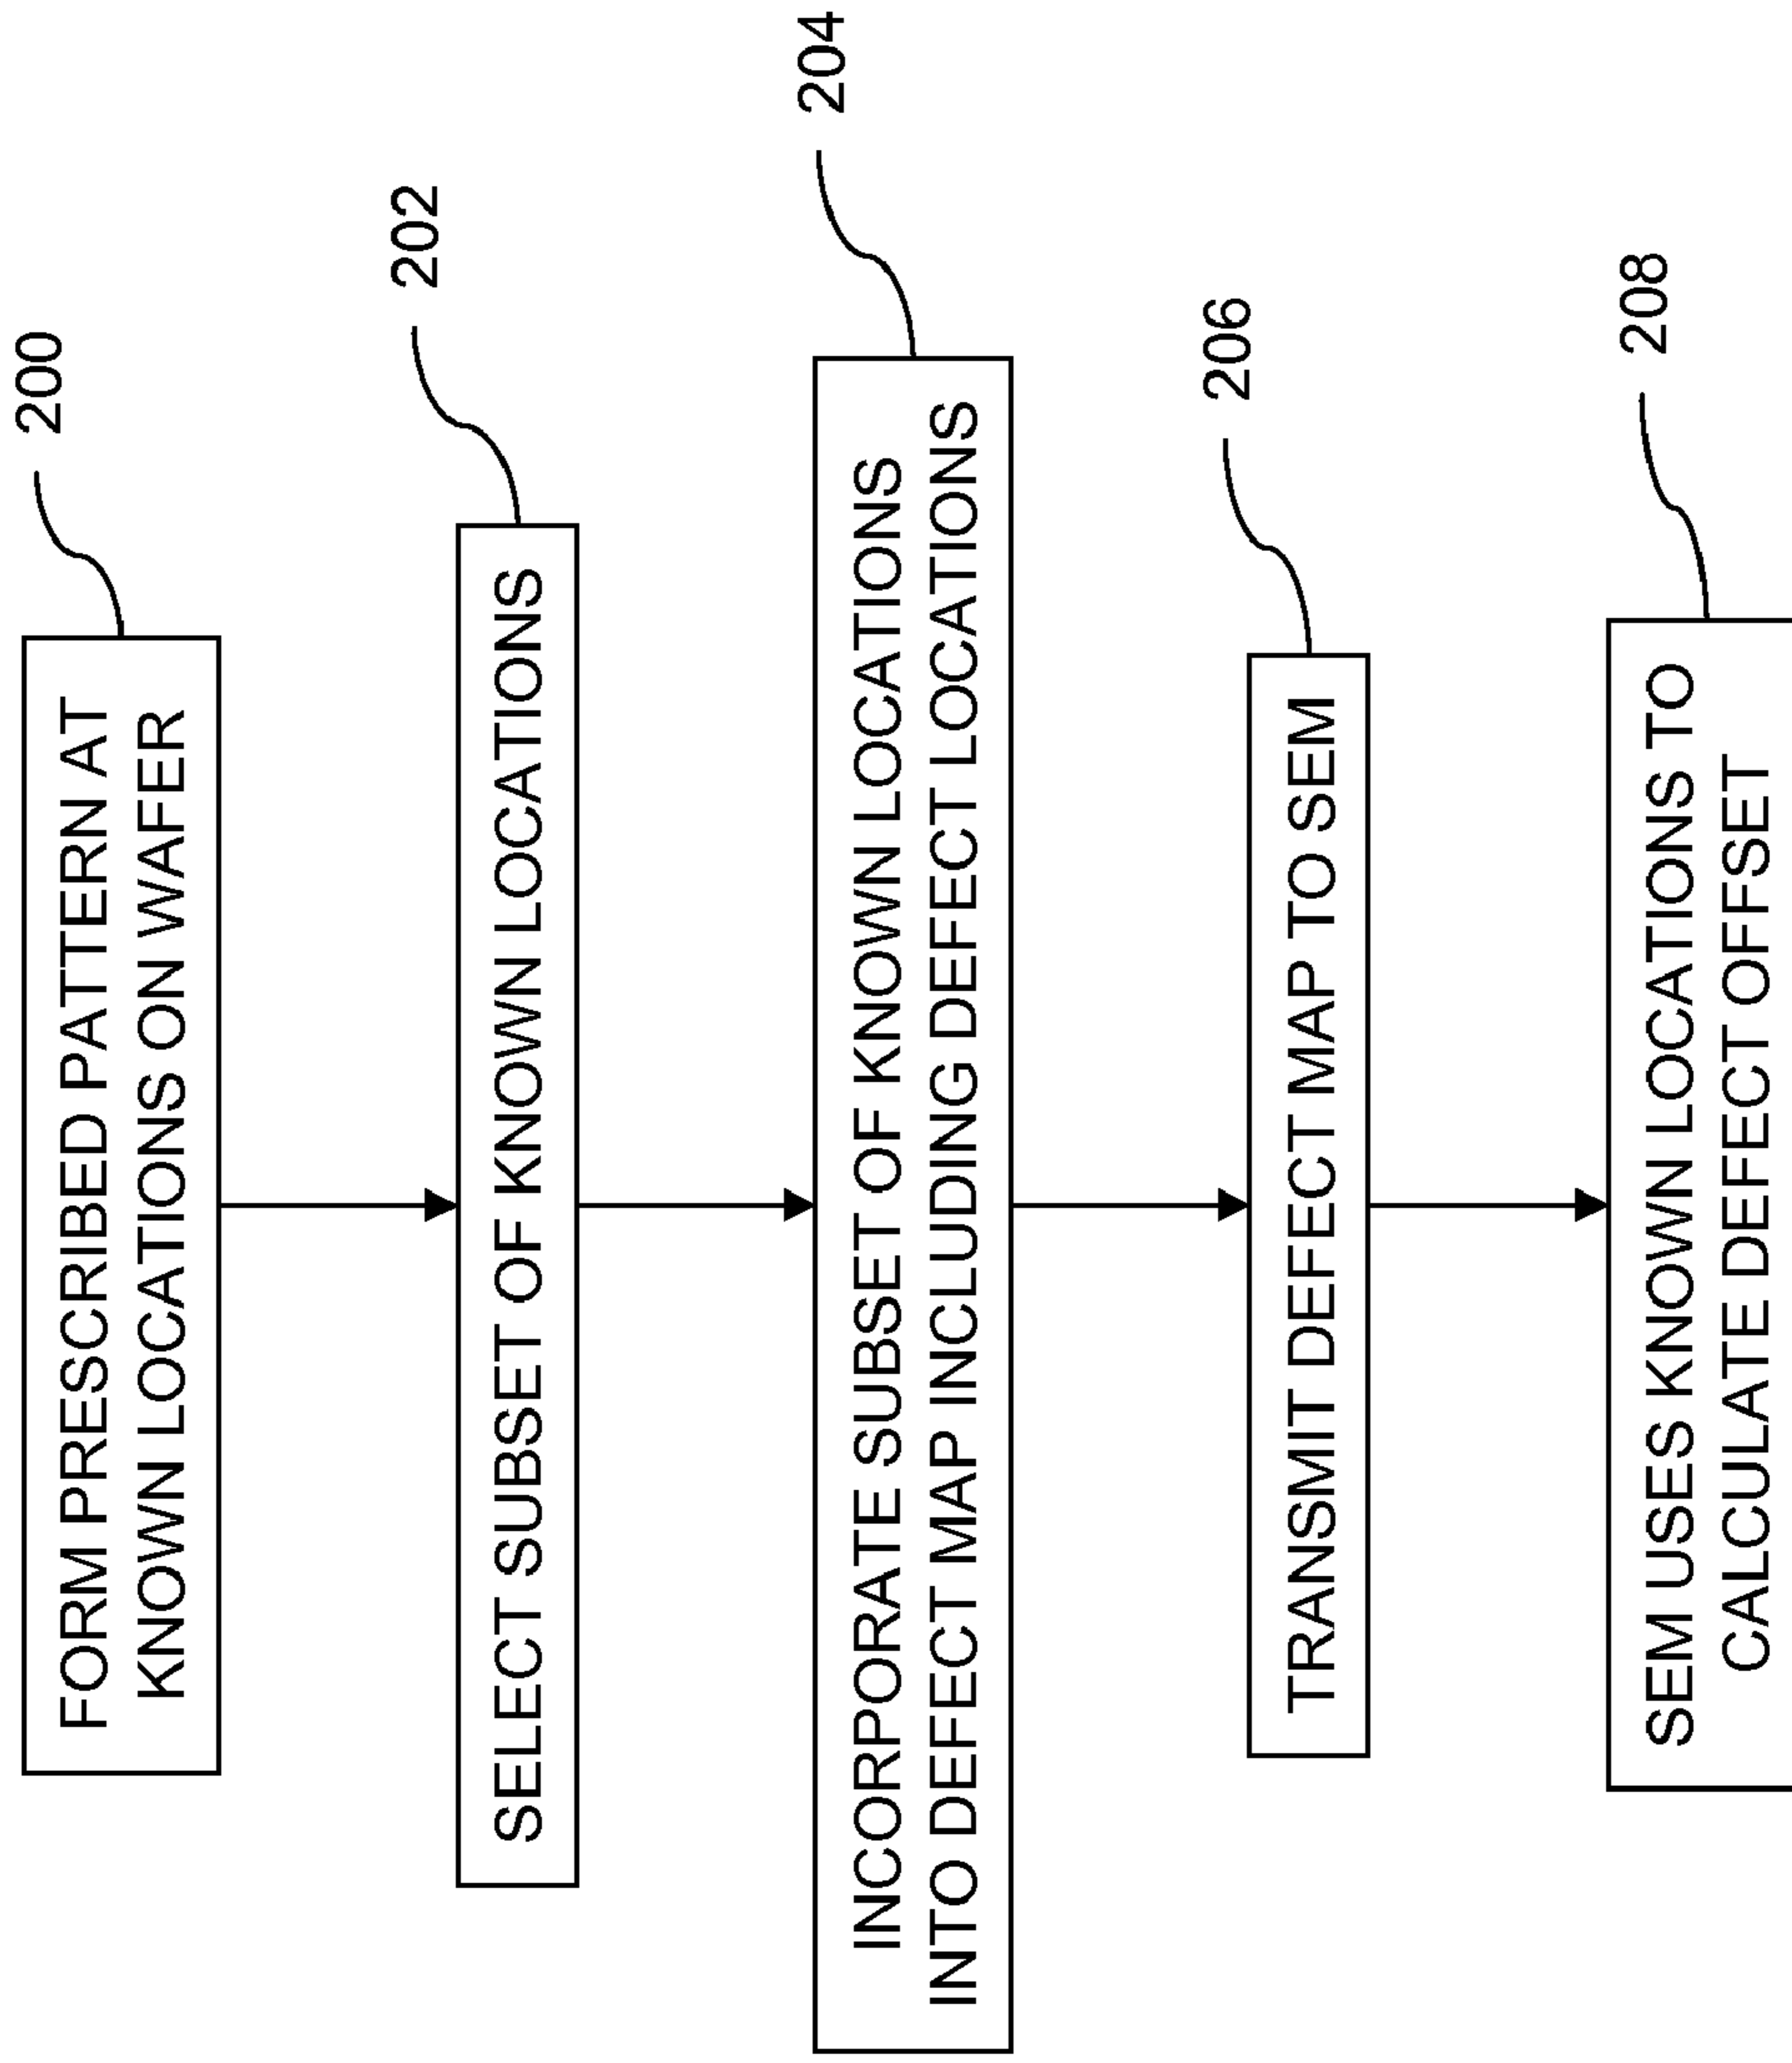 200
FORM PRESCRIBED PATTERN AT
KNOWN LOCATIONS ON WAFER
202
SELECT SUBSET OF KNOWN LOCATIONS
204
INCORPORATE SUBSET OF KNOWN LOCATIONS
INTO DEFECT MAP INCLUDING DEFECT LOCATIONS
206
TRANSMIT DEFECT MAP TO SEM
208
SEM USES KNOWN LOCATIONS TO
CALCULATE DEFECT OFFSET